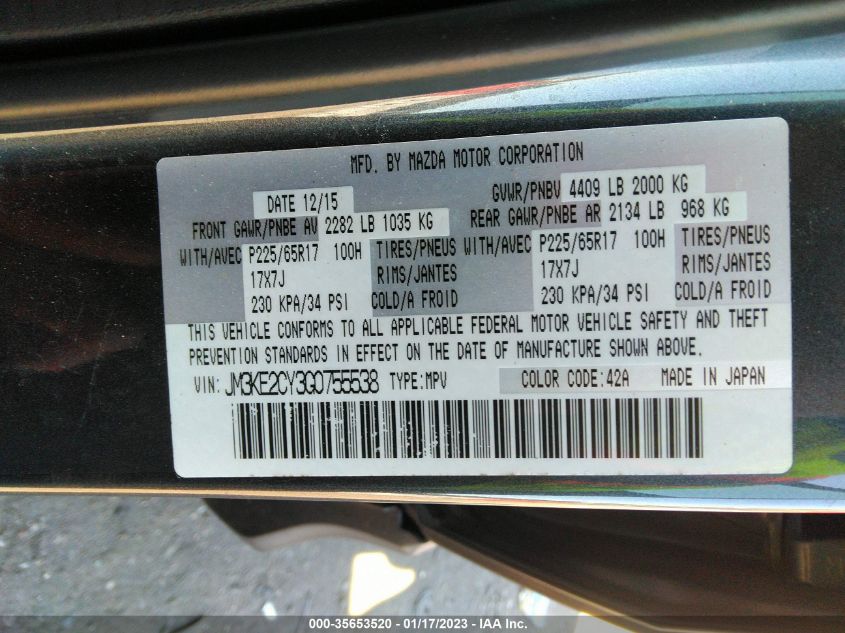 MFD. BY MAZDA MOTOR CORPORATION
DATE 12/15 GVWR/PNBV 4409 LB 2000 KG
FRONT GAWR/PNBE AV 2282 LB 1035 KG REAR GAWR/PNBE AR 2134 LB 968 KG
WITH/AVEC P225/65R17 100H TIRES/PNEUS WITH/AVEC P225/65R17 100H TIRES/PNEUS
17X7J RIMS/JANTES 17X7J RIMS/JANTES
230 KPA/34 PSI COLD/A FROID 230 KPA/34 PSI COLD/A FROID
THIS VEHICLE CONFORMS TO ALL APPLICABLE FEDERAL MOTOR VEHICLE SAFETY AND THEFT
PREVENTION STANDARDS IN EFFECT ON THE DATE OF MANUFACTURE SHOWN ABOVE.
VIN: JM3KE2CY3G0755538 TYPE:MPV COLOR CODE:42A MADE IN JAPAN
000-35653520 - 01/17/2023 - IAA Inc.